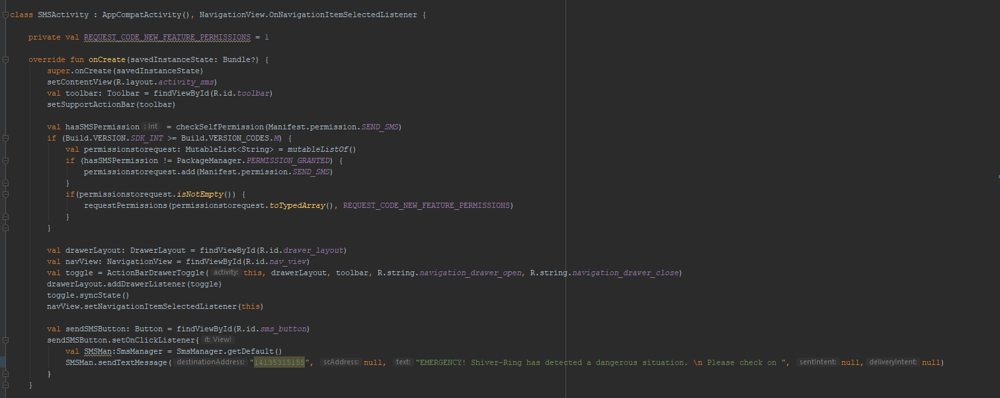 class SMSActivity : AppCompatActivity(), NavigationView.OnNavigationItemSelectedListener {
private val REQUEST_CODE_NEW_FEATURE_PERMISSIONS = 1
override fun onCreate(savedInstanceState: Bundle?) {
super.onCreate(savedInstanceState)
setContentView(R.layout.activity_sms)
val toolbar: Toolbar = findViewById(R.id.toolbar)
setSupportActionBar(toolbar)
val hasSMSPermission : Int = checkSelfPermission(Manifest.permission.SEND_SMS)
if (Build.VERSION.SDK_INT >= Build.VERSION_CODES.M) {
val permissionstorequest: MutableList<String> = mutableListOf()
if (hasSMSPermission != PackageManager.PERMISSION_GRANTED) {
permissionstorequest.add(Manifest.permission.SEND_SMS)
}
if(permissionstorequest.isNotEmpty()) {
requestPermissions(permissionstorequest.toTypedArray(), REQUEST_CODE_NEW_FEATURE_PERMISSIONS)
}
}
val drawerLayout: DrawerLayout = findViewById(R.id.drawer_layout)
val navView: NavigationView = findViewById(R.id.nav_view)
val toggle = ActionBarDrawerToggle( activity: this, drawerLayout, toolbar, R.string.navigation_drawer_open, R.string.navigation_drawer_close)
drawerLayout.addDrawerListener(toggle)
toggle.syncState()
navView.setNavigationItemSelectedListener(this)
val sendSMSButton: Button = findViewById(R.id.sms_button)
sendSMSButton.setOnClickListener{ it: View!
val SMSMan:SmsManager = SmsManager.getDefault()
SMSMan.sendTextMessage( destinationAddress: "14135315155", scAddress: null, text: "EMERGENCY! Shiver-Ring has detected a dangerous situation. \n Please check on ", sentIntent: null, deliveryIntent: null)
}
}